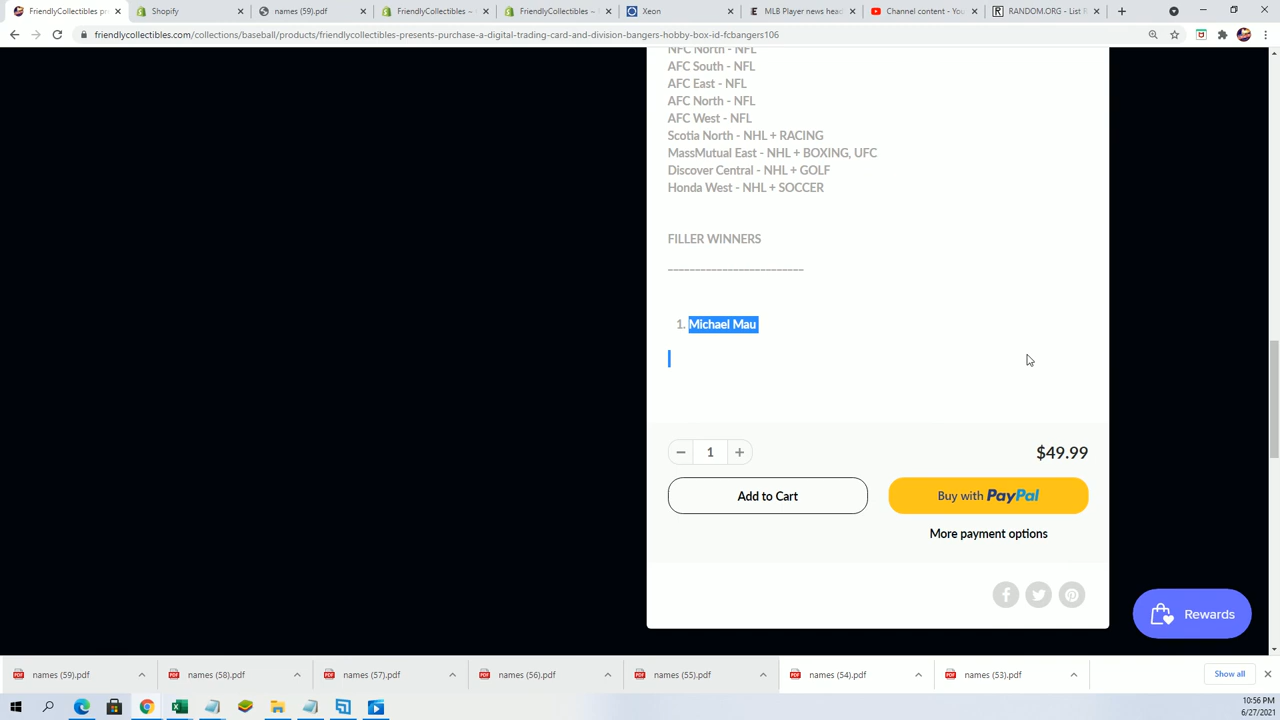 FriendlyCollectibles pr
Shopify
names (59).pdf
FriendlyCollectibles ~
FriendlyCollectibles ~
Xeon
MLB Player news head
Channel content - You
RANDOM.ORG - List R
friendlycollectibles.com/collections/baseball/products/friendlycollectibles-presents-purchase-a-digital-trading-card-and-division-bangers-hobby-box-id-fcbangers106
NFC North - NFL
AFC South - NFL
AFC East - NFL
AFC North - NFL
AFC West - NFL
Scotia North - NHL + RACING
MassMutual East - NHL + BOXING, UFC
Discover Central - NHL + GOLF
Honda West - NHL + SOCCER
FILLER WINNERS
_________________________
1. Michael Mau
− 1 +
$49.99
Add to Cart
Buy with PayPal
More payment options
Rewards
names (59).pdf
names (58).pdf
names (57).pdf
names (56).pdf
names (55).pdf
names (54).pdf
names (53).pdf
Show all
10:56 PM
6/27/2021